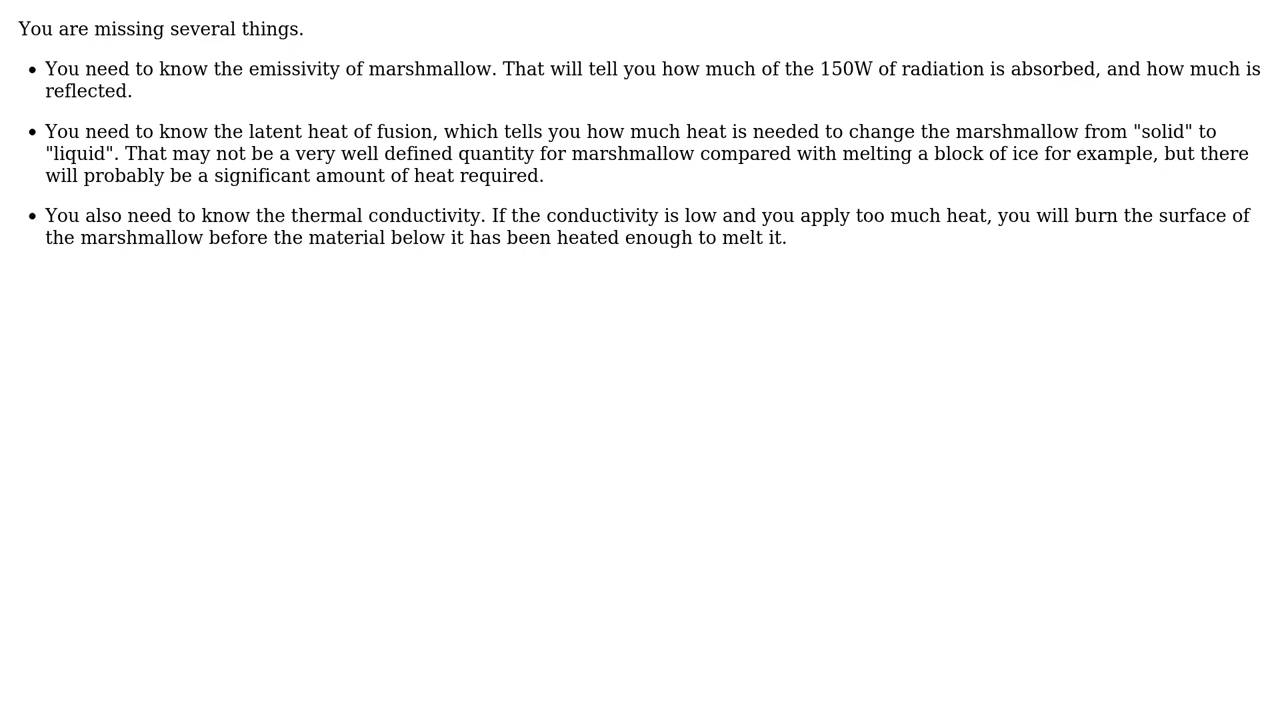 You are missing several things.
• You need to know the emissivity of marshmallow. That will tell you how much of the 150W of radiation is absorbed, and how much is
reflected.
• You need to know the latent heat of fusion, which tells you how much heat is needed to change the marshmallow from "solid" to
"liquid". That may not be a very well defined quantity for marshmallow compared with melting a block of ice for example, but there
will probably be a significant amount of heat required.
• You also need to know the thermal conductivity. If the conductivity is low and you apply too much heat, you will burn the surface of
the marshmallow before the material below it has been heated enough to melt it.